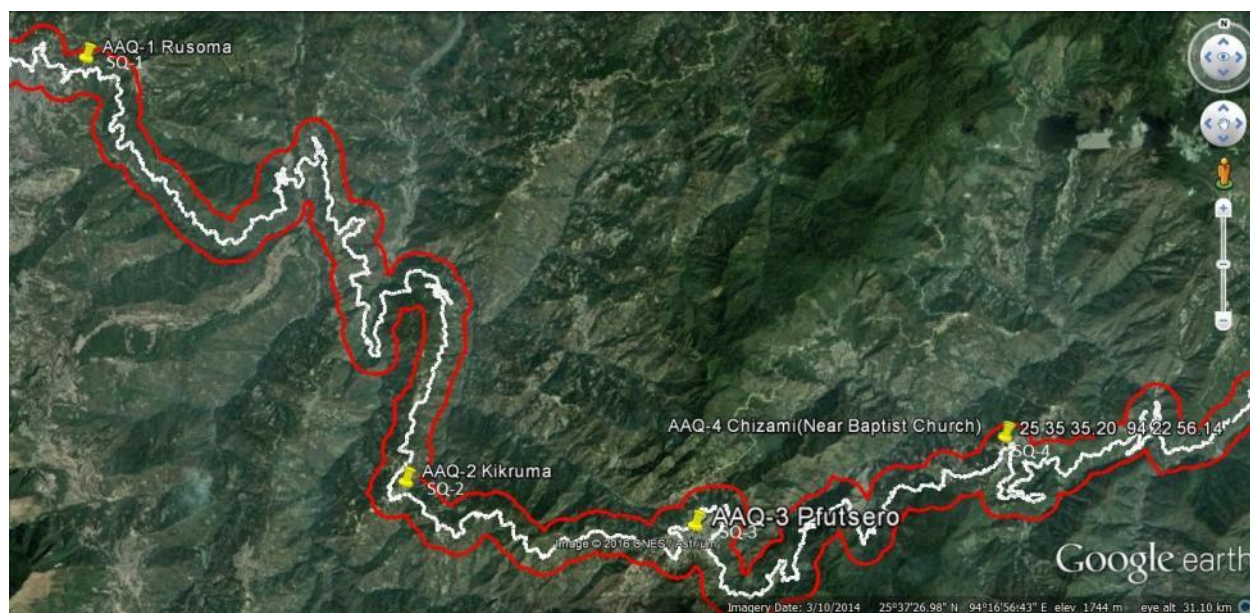 N
AAQ-1 Rusoma
SQ-1
AAQ-4 Chizami(Near Baptist Church) 25 35 35.20 94 22 56.14
SQ-4
AAQ-2 Kikruma
SQ-2
AAQ-3 Pfutsero
SQ-3
Image © 2016 CNES / Astrium
Google earth
Imagery Date: 3/10/2014 25°37'26.98" N 94°16'56.43" E elev 1744 m eye alt 31.10 km